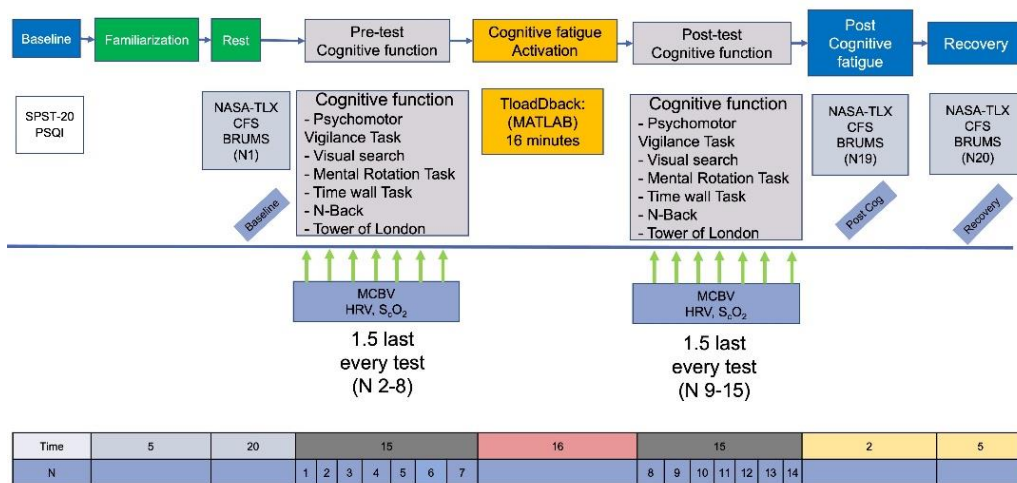 Baseline
Familiarization
Rest
Pre-test
Cognitive function
Cognitive fatigue
Activation
Post-test
Cognitive function
Post
Cognitive
fatigue
Recovery
SPST-20
PSQI
NASA-TLX
CFS
BRUMS
(N1)
Baseline
Cognitive function
- Psychomotor
Vigilance Task
- Visual search
- Mental Rotation Task
- Time wall Task
- N-Back
- Tower of London
TloadDback:
(MATLAB)
16 minutes
Cognitive function
- Psychomotor
Vigilance Task
- Visual search
- Mental Rotation Task
- Time wall Task
- N-Back
- Tower of London
NASA-TLX
CFS
BRUMS
(N19)
Post Cog
NASA-TLX
CFS
BRUMS
(N20)
Recovery
MCBV
HRV, ScO2
1.5 last
every test
(N 2-8)
MCBV
HRV, ScO2
1.5 last
every test
(N 9-15)
Time 5 20 15 16 15 2 5
N 1 2 3 4 5 6 7 8 9 10 11 12 13 14